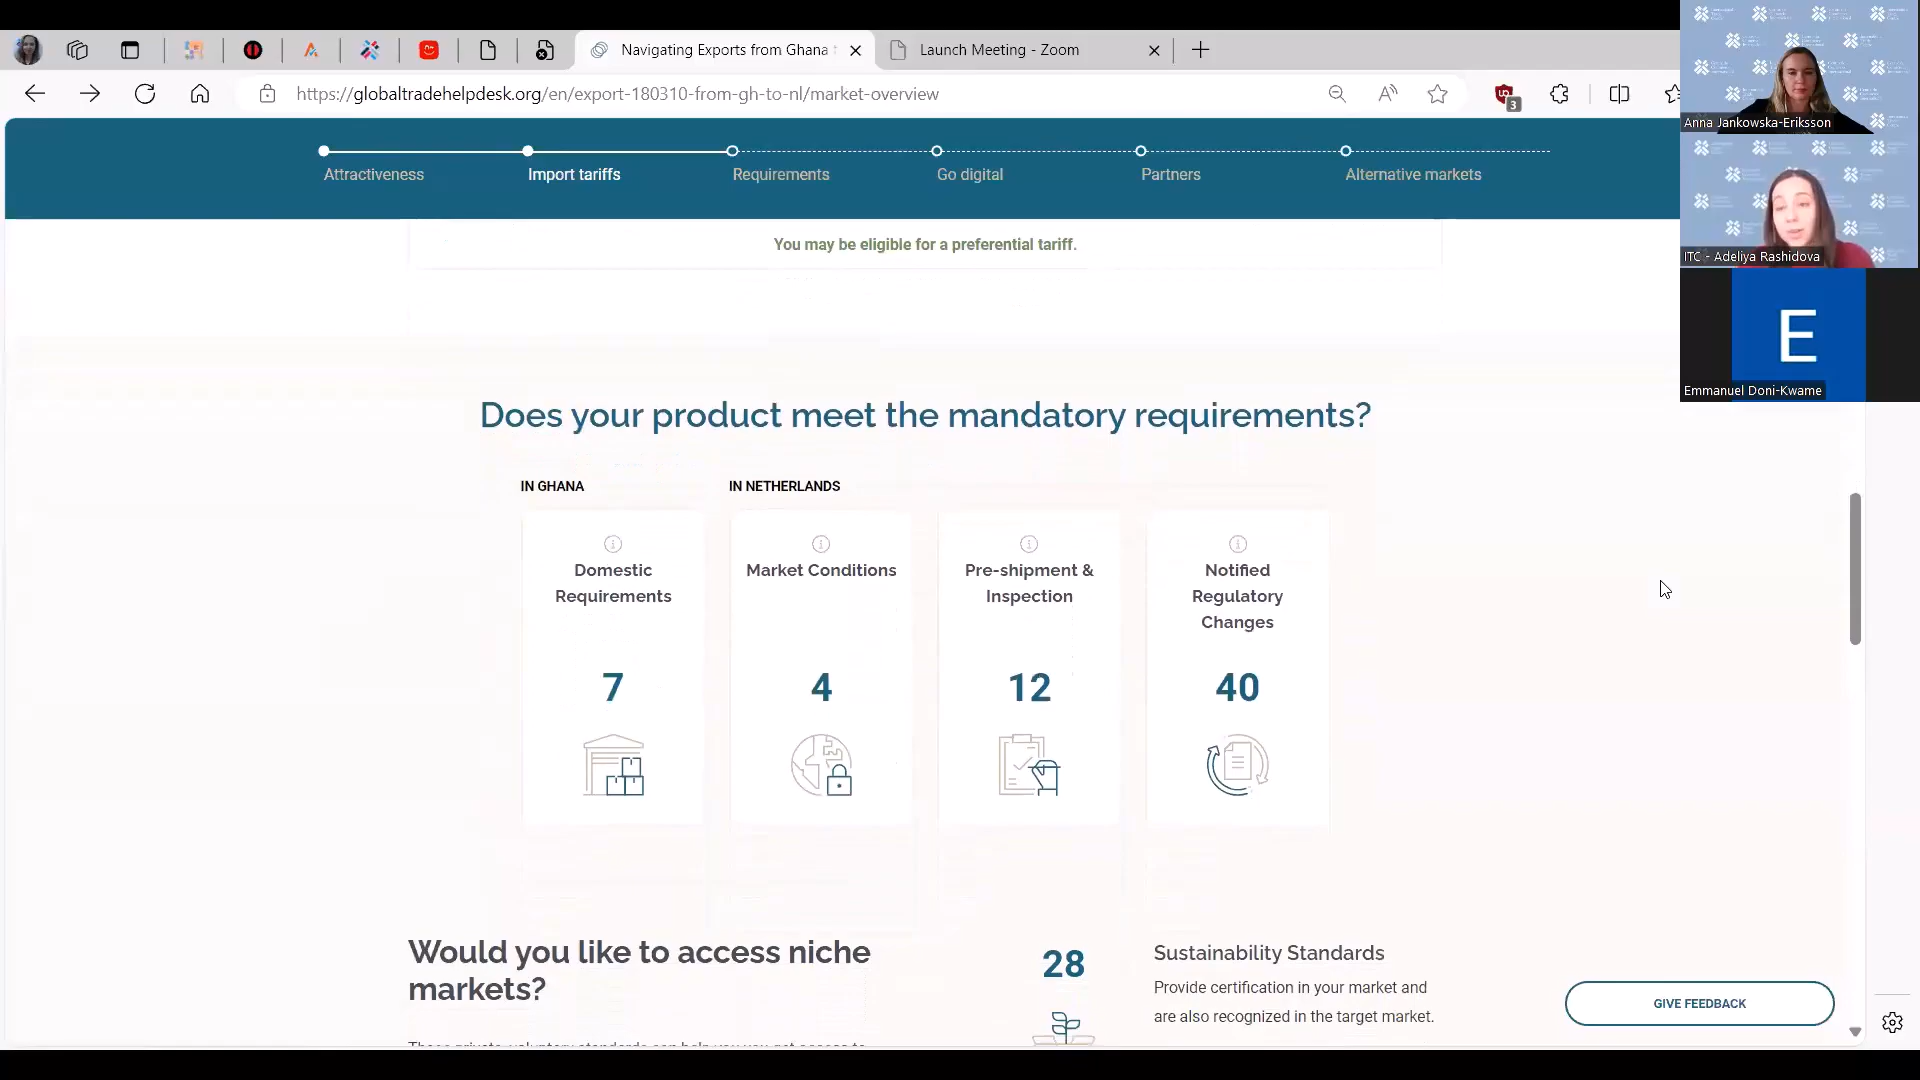 Navigating Exports from Ghana
Launch Meeting - Zoom
https://globaltradehelpdesk.org/en/export-180310-from-gh-to-nl/market-overview
3
Anna Jankowska-Eriksson
ITC - Adeliya Rashidova
E
Emmanuel Doni-Kwame
Attractiveness
Import tariffs
Requirements
Go digital
Partners
Alternative markets
You may be eligible for a preferential tariff.
Does your product meet the mandatory requirements?
IN GHANA
IN NETHERLANDS
Domestic
Requirements
7
Market Conditions
4
Pre-shipment &
Inspection
12
Notified
Regulatory
Changes
40
Would you like to access niche
markets?
28
Sustainability Standards
Provide certification in your market and
are also recognized in the target market.
GIVE FEEDBACK